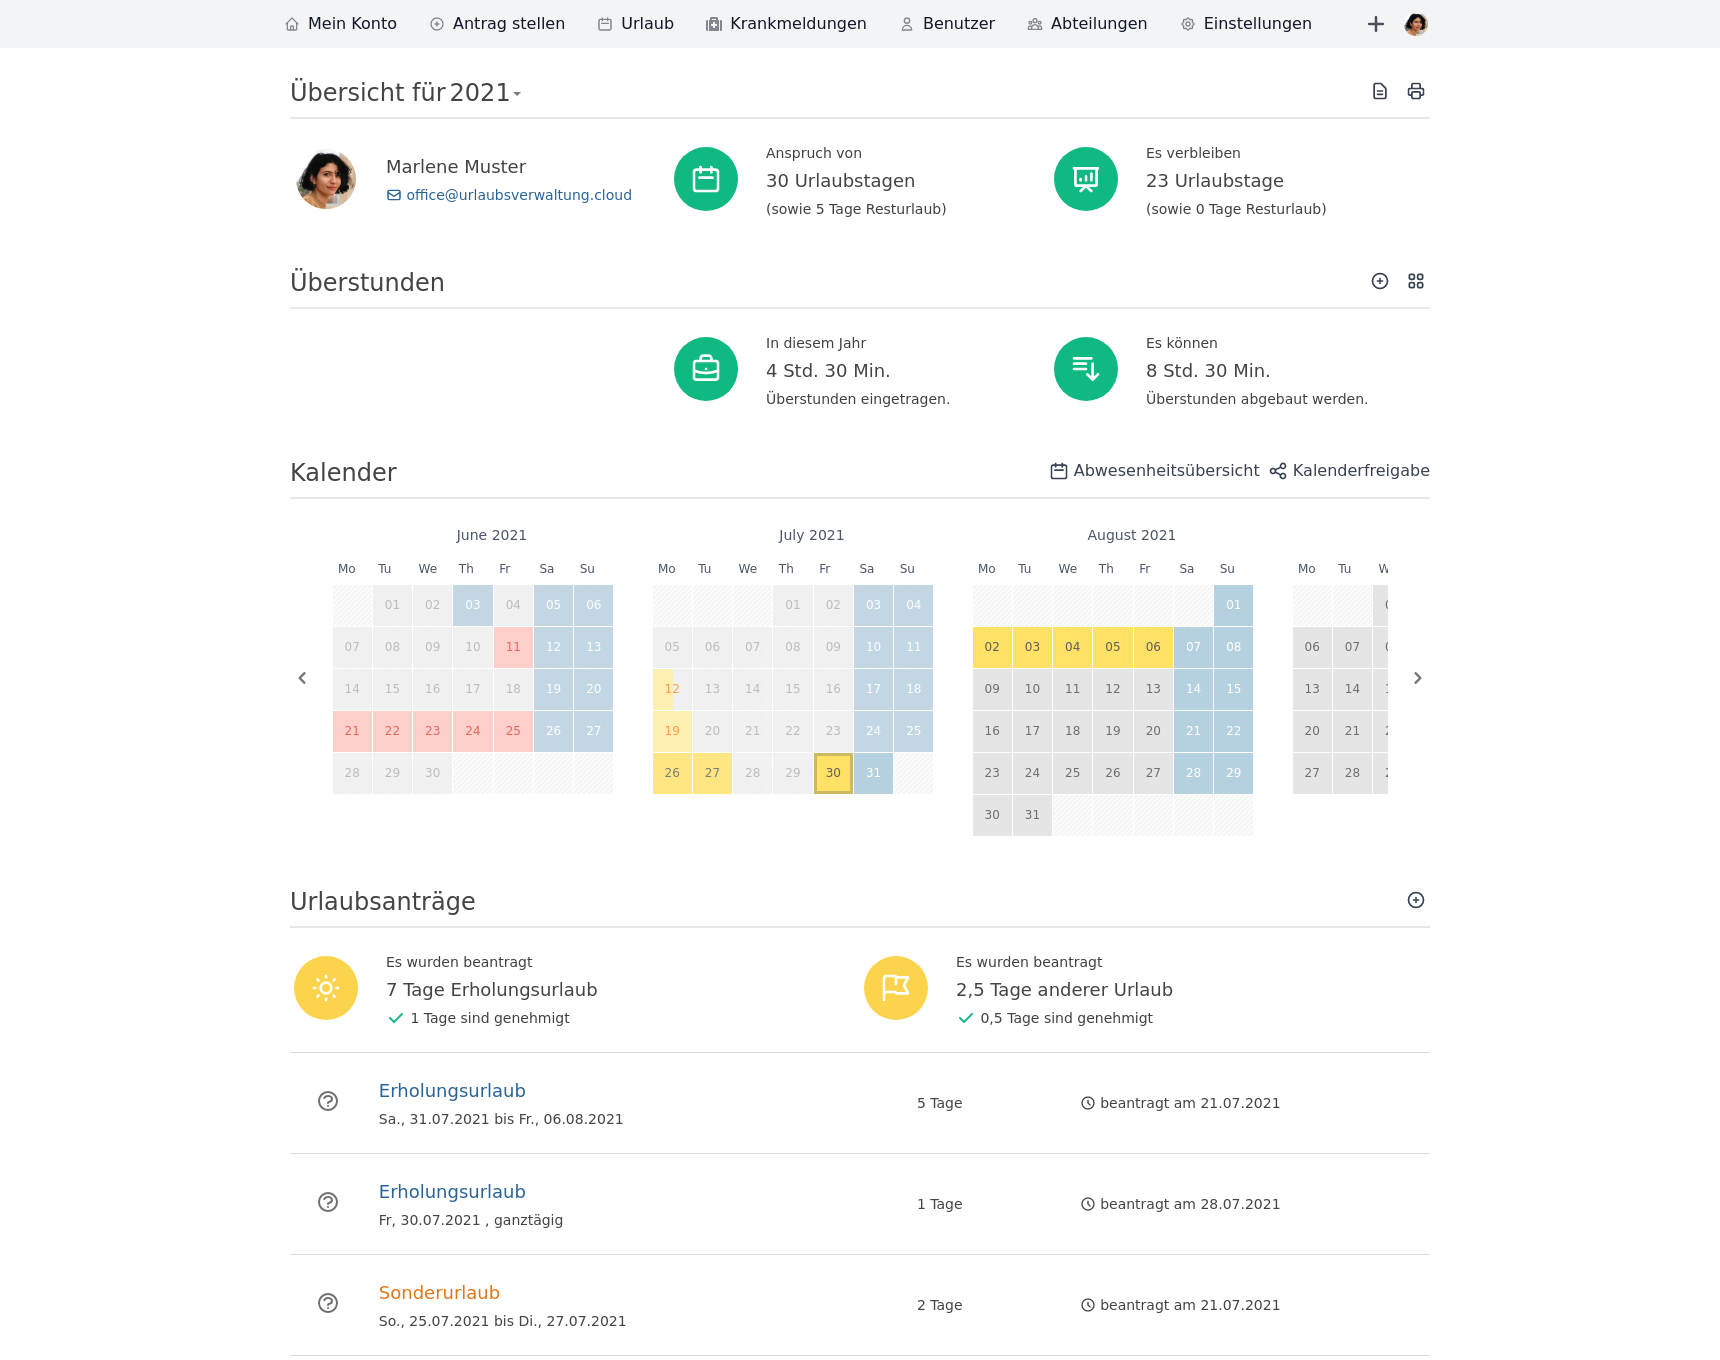 Mein Konto Antrag stellen Urlaub Krankmeldungen Benutzer Abteilungen Einstellungen
Übersicht für 2021
Marlene Muster
office@urlaubsverwaltung.cloud
Anspruch von
30 Urlaubstagen
(sowie 5 Tage Resturlaub)
Es verbleiben
23 Urlaubstage
(sowie 0 Tage Resturlaub)
Überstunden
In diesem Jahr
4 Std. 30 Min.
Überstunden eingetragen.
Es können
8 Std. 30 Min.
Überstunden abgebaut werden.
Kalender
Abwesenheitsübersicht Kalenderfreigabe
June 2021
Mo Tu We Th Fr Sa Su
01 02 03 04 05 06
07 08 09 10 11 12 13
14 15 16 17 18 19 20
21 22 23 24 25 26 27
28 29 30
July 2021
Mo Tu We Th Fr Sa Su
01 02 03 04
05 06 07 08 09 10 11
12 13 14 15 16 17 18
19 20 21 22 23 24 25
26 27 28 29 30 31
August 2021
Mo Tu We Th Fr Sa Su
01
02 03 04 05 06 07 08
09 10 11 12 13 14 15
16 17 18 19 20 21 22
23 24 25 26 27 28 29
30 31
Mo Tu
06 07
13 14
20 21
27 28
Urlaubsanträge
Es wurden beantragt
7 Tage Erholungsurlaub
1 Tage sind genehmigt
Es wurden beantragt
2,5 Tage anderer Urlaub
0,5 Tage sind genehmigt
Erholungsurlaub
Sa., 31.07.2021 bis Fr., 06.08.2021
5 Tage
beantragt am 21.07.2021
Erholungsurlaub
Fr, 30.07.2021 , ganztägig
1 Tage
beantragt am 28.07.2021
Sonderurlaub
So., 25.07.2021 bis Di., 27.07.2021
2 Tage
beantragt am 21.07.2021